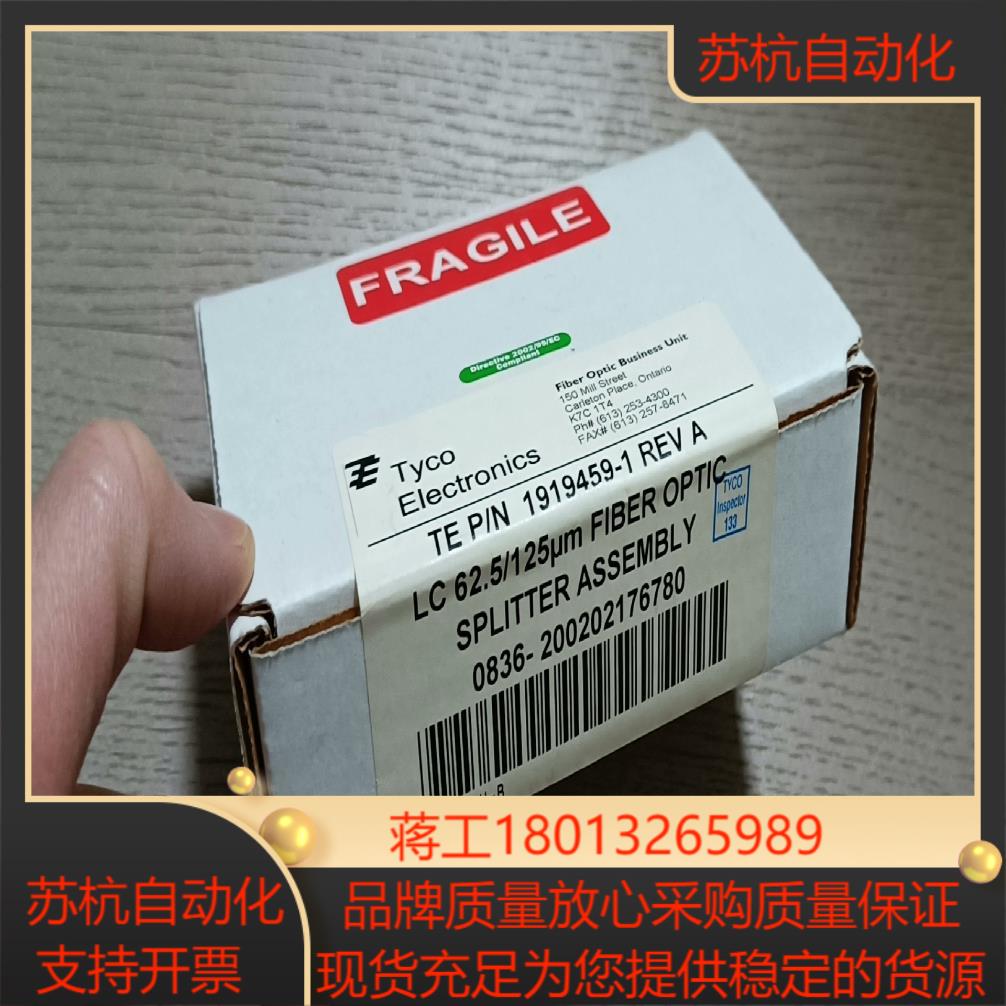 苏杭自动化
FRAGILE
Directive 2002/95/EC
Compliant
Fiber Optic Business Unit
150 Mill Street
Carleton Place, Ontario
K7C 1T4
Ph# (613) 253-4300
FAX# (613) 257-8471
Tyco
Electronics
TE P/N 1919459-1 REV A
LC 62.5/125µm FIBER OPTIC
SPLITTER ASSEMBLY
TYCO
Inspector
133
0836- 200202176780
蒋工18013265989
苏杭自动化
支持开票
品牌质量放心采购质量保证
现货充足为您提供稳定的货源